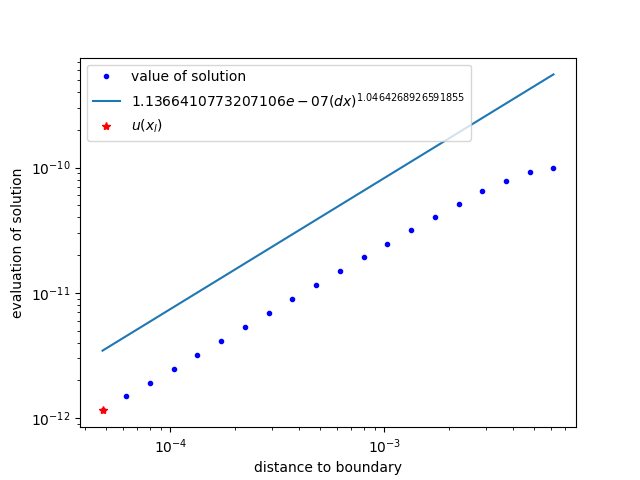 value of solution
1.1366410773207106e − 07(dx)^1.0464268926591855
u(x_l)
evaluation of solution
10^−10
10^−11
10^−12
10^−4
10^−3
distance to boundary